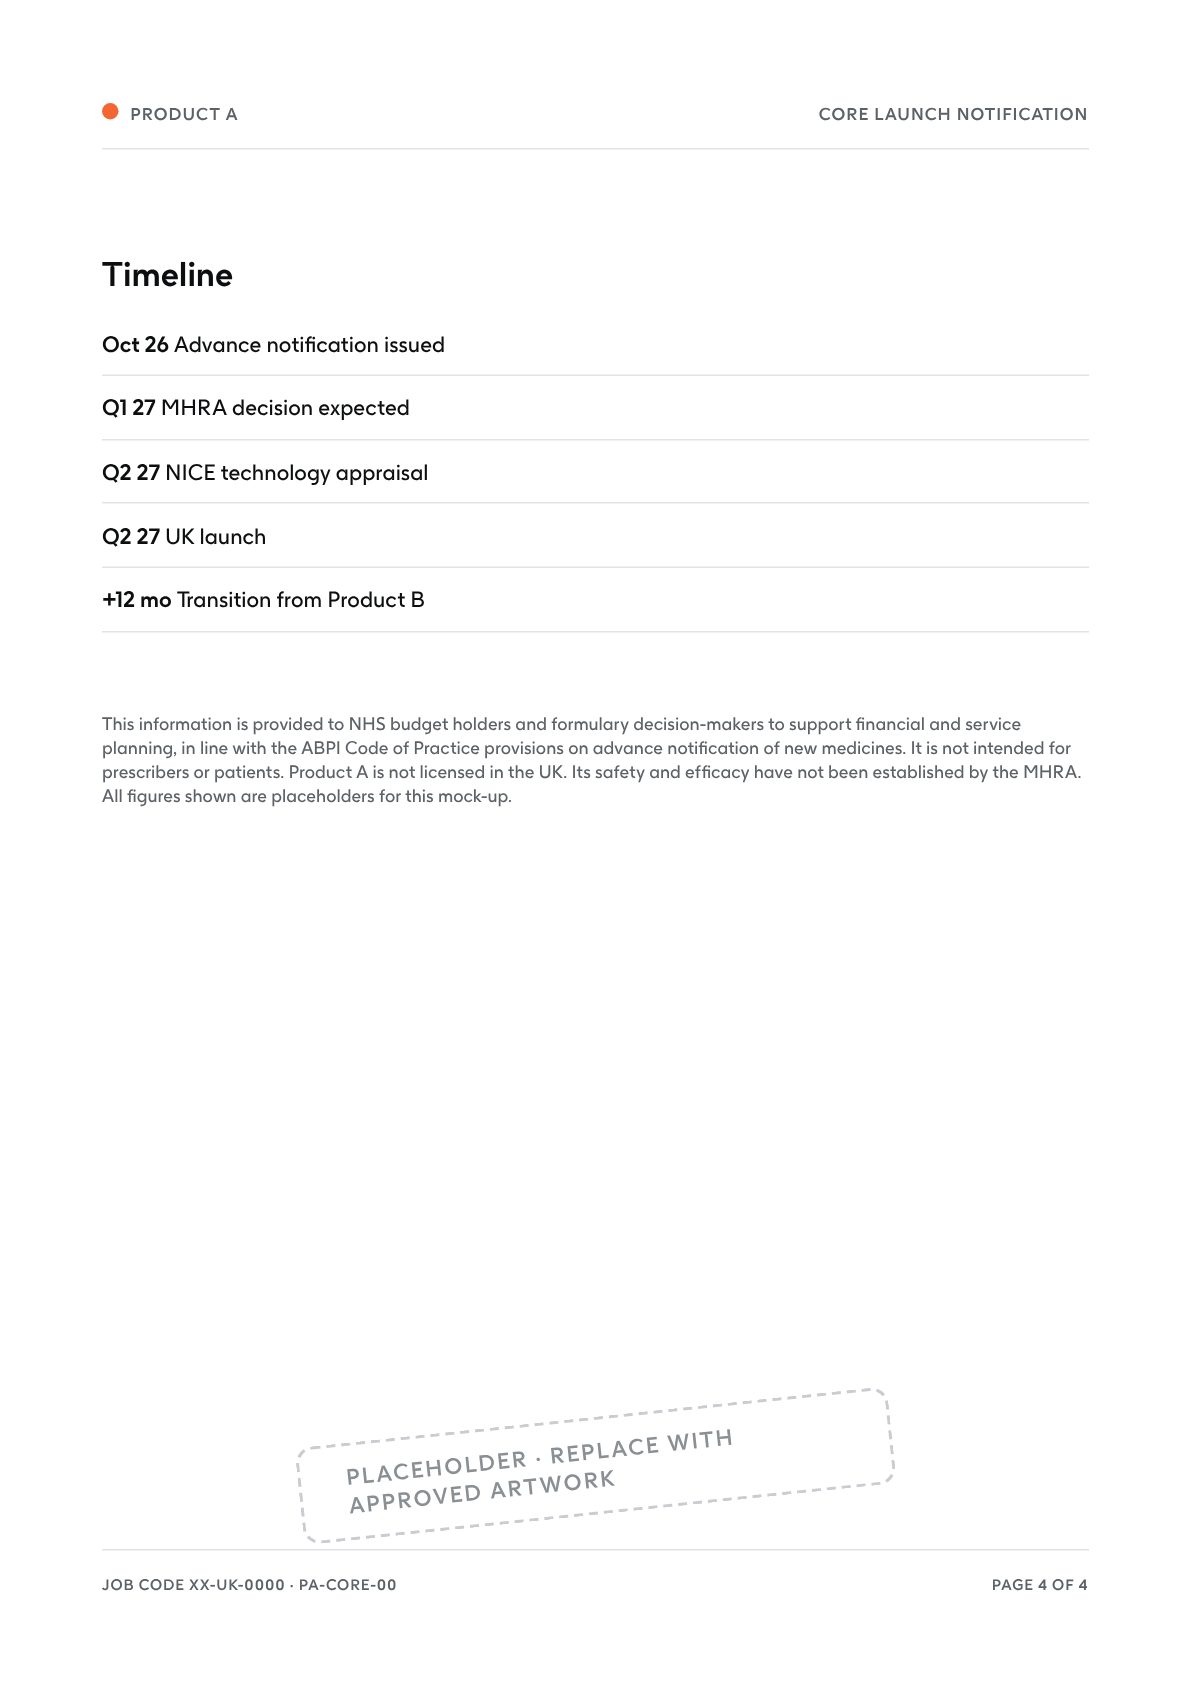 PRODUCT A
CORE LAUNCH NOTIFICATION
Timeline
Oct 26 Advance notification issued
Q1 27 MHRA decision expected
Q2 27 NICE technology appraisal
Q2 27 UK launch
+12 mo Transition from Product B
This information is provided to NHS budget holders and formulary decision-makers to support financial and service
planning, in line with the ABPI Code of Practice provisions on advance notification of new medicines. It is not intended for
prescribers or patients. Product A is not licensed in the UK. Its safety and efficacy have not been established by the MHRA.
All figures shown are placeholders for this mock-up.
PLACEHOLDER · REPLACE WITH
APPROVED ARTWORK
JOB CODE XX-UK-0000 · PA-CORE-00
PAGE 4 OF 4